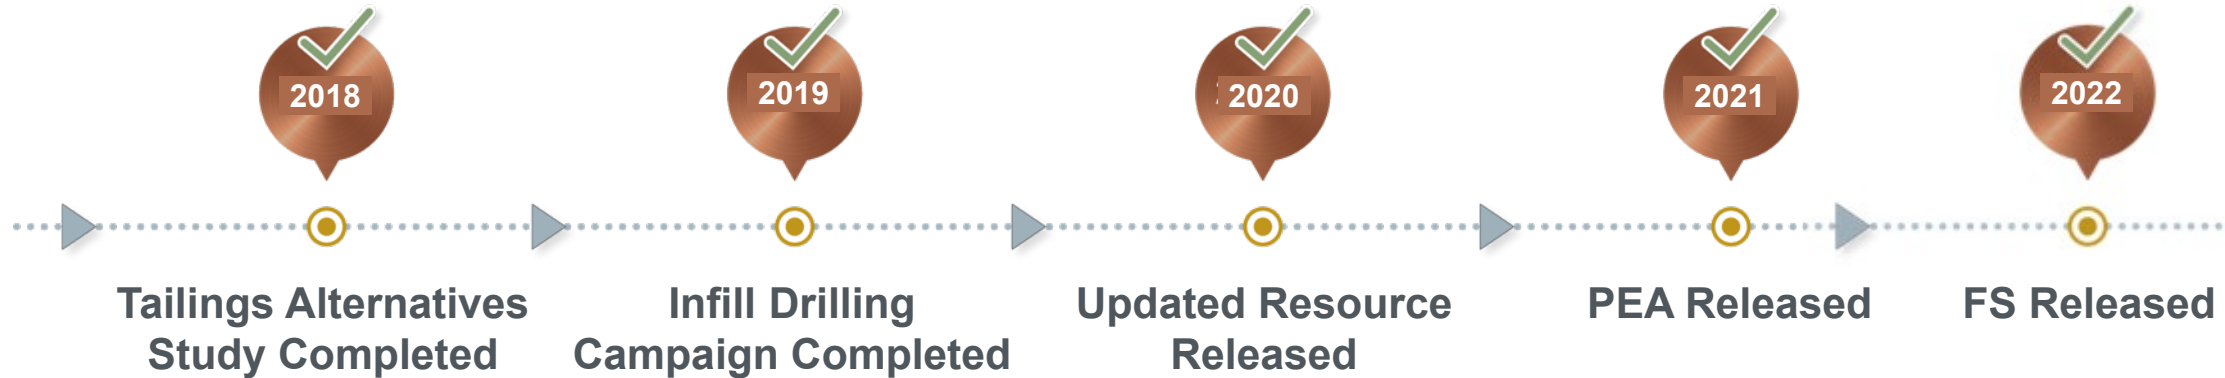 2018
2019
2020
2021
2022
Tailings Alternatives
Study Completed
Infill Drilling
Campaign Completed
Updated Resource
Released
PEA Released
FS Released